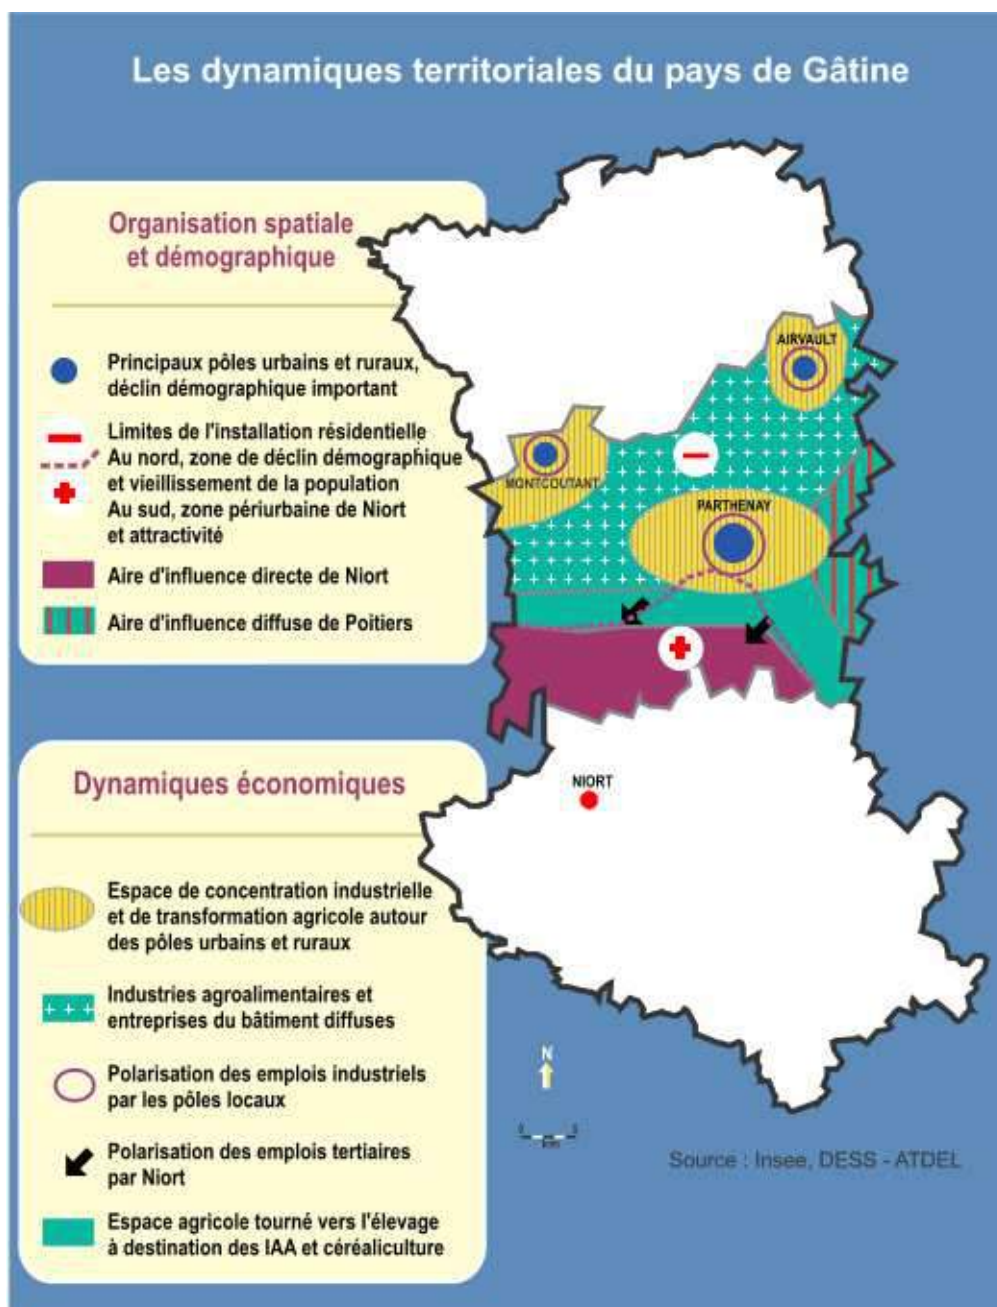 Les dynamiques territoriales du pays de Gâtine
Organisation spatiale
et démographique
Principaux pôles urbains et ruraux,
déclin démographique important
Limites de l'installation résidentielle
Au nord, zone de déclin démographique
et vieillissement de la population
Au sud, zone périurbaine de Niort
et attractivité
Aire d'influence directe de Niort
Aire d'influence diffuse de Poitiers
AIRVAULT
MONTCOUTANT
PARTHENAY
NIORT
Dynamiques économiques
Espace de concentration industrielle
et de transformation agricole autour
des pôles urbains et ruraux
Industries agroalimentaires et
entreprises du bâtiment diffuses
Polarisation des emplois industriels
par les pôles locaux
Polarisation des emplois tertiaires
par Niort
Espace agricole tourné vers l'élevage
à destination des IAA et céréaliculture
N
km
Source : Insee, DESS - ATDEL